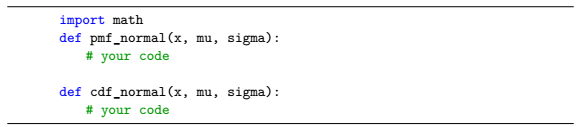 import math
def pmf_normal(x, mu, sigma):
    # your code

def cdf_normal(x, mu, sigma):
    # your code